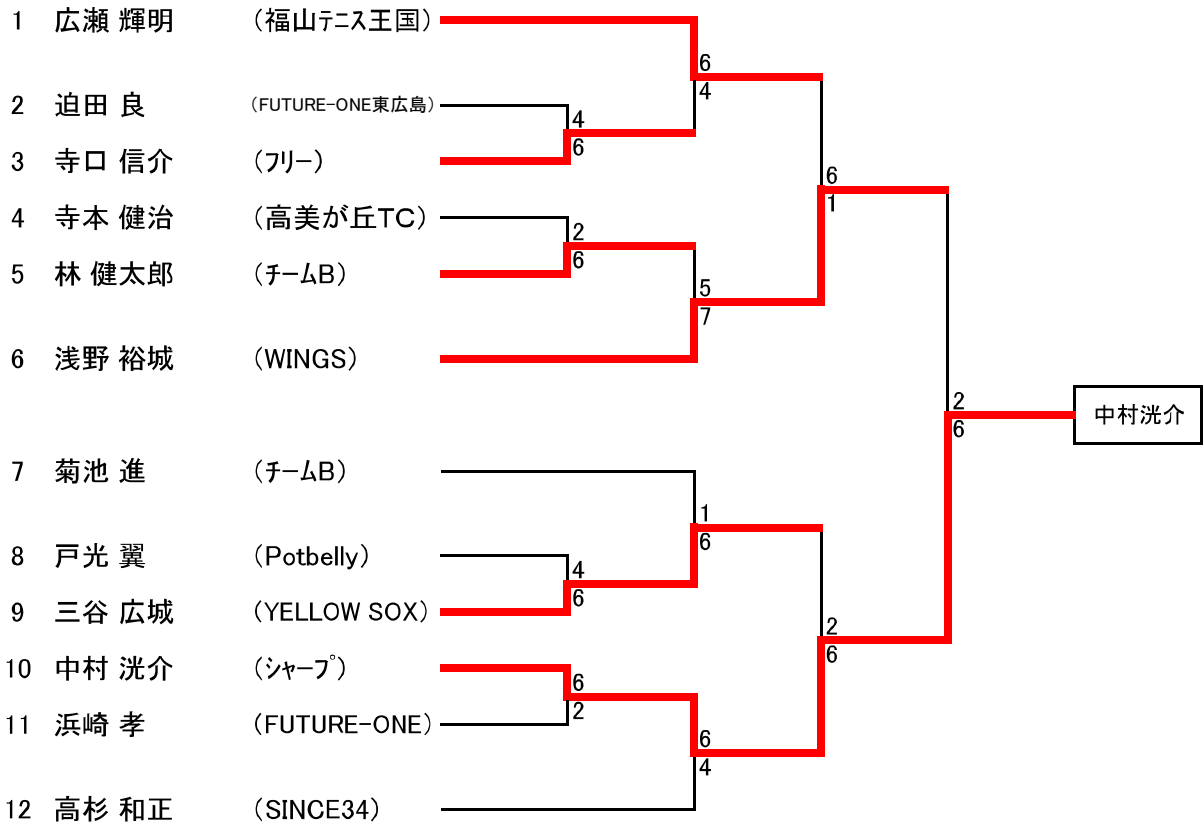 1 広瀬 輝明 (福山テニス王国)
6
4
2 迫田 良 (FUTURE-ONE東広島)
4
6
3 寺口 信介 (フリー)
6
1
4 寺本 健治 (高美が丘TC)
2
6
5 林 健太郎 (チームB)
5
7
6 浅野 裕城 (WINGS)
2
6
中村洸介
7 菊池 進 (チームB)
1
6
8 戸光 翼 (Potbelly)
4
6
9 三谷 広城 (YELLOW SOX)
2
6
10 中村 洸介 (シャープ)
6
2
11 浜崎 孝 (FUTURE-ONE)
6
4
12 高杉 和正 (SINCE34)